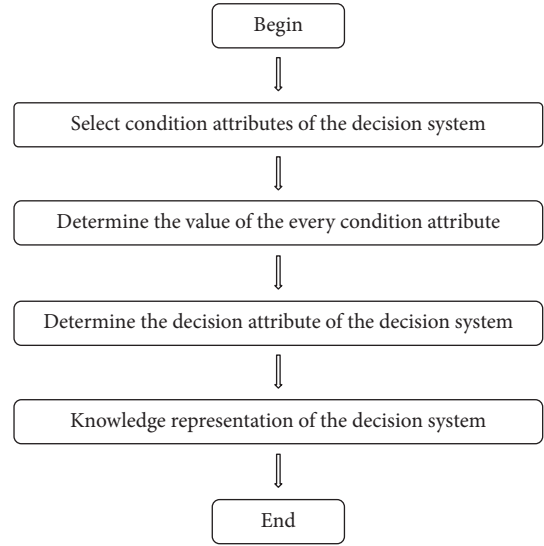 Begin
Select condition attributes of the decision system
Determine the value of the every condition attribute
Determine the decision attribute of the decision system
Knowledge representation of the decision system
End